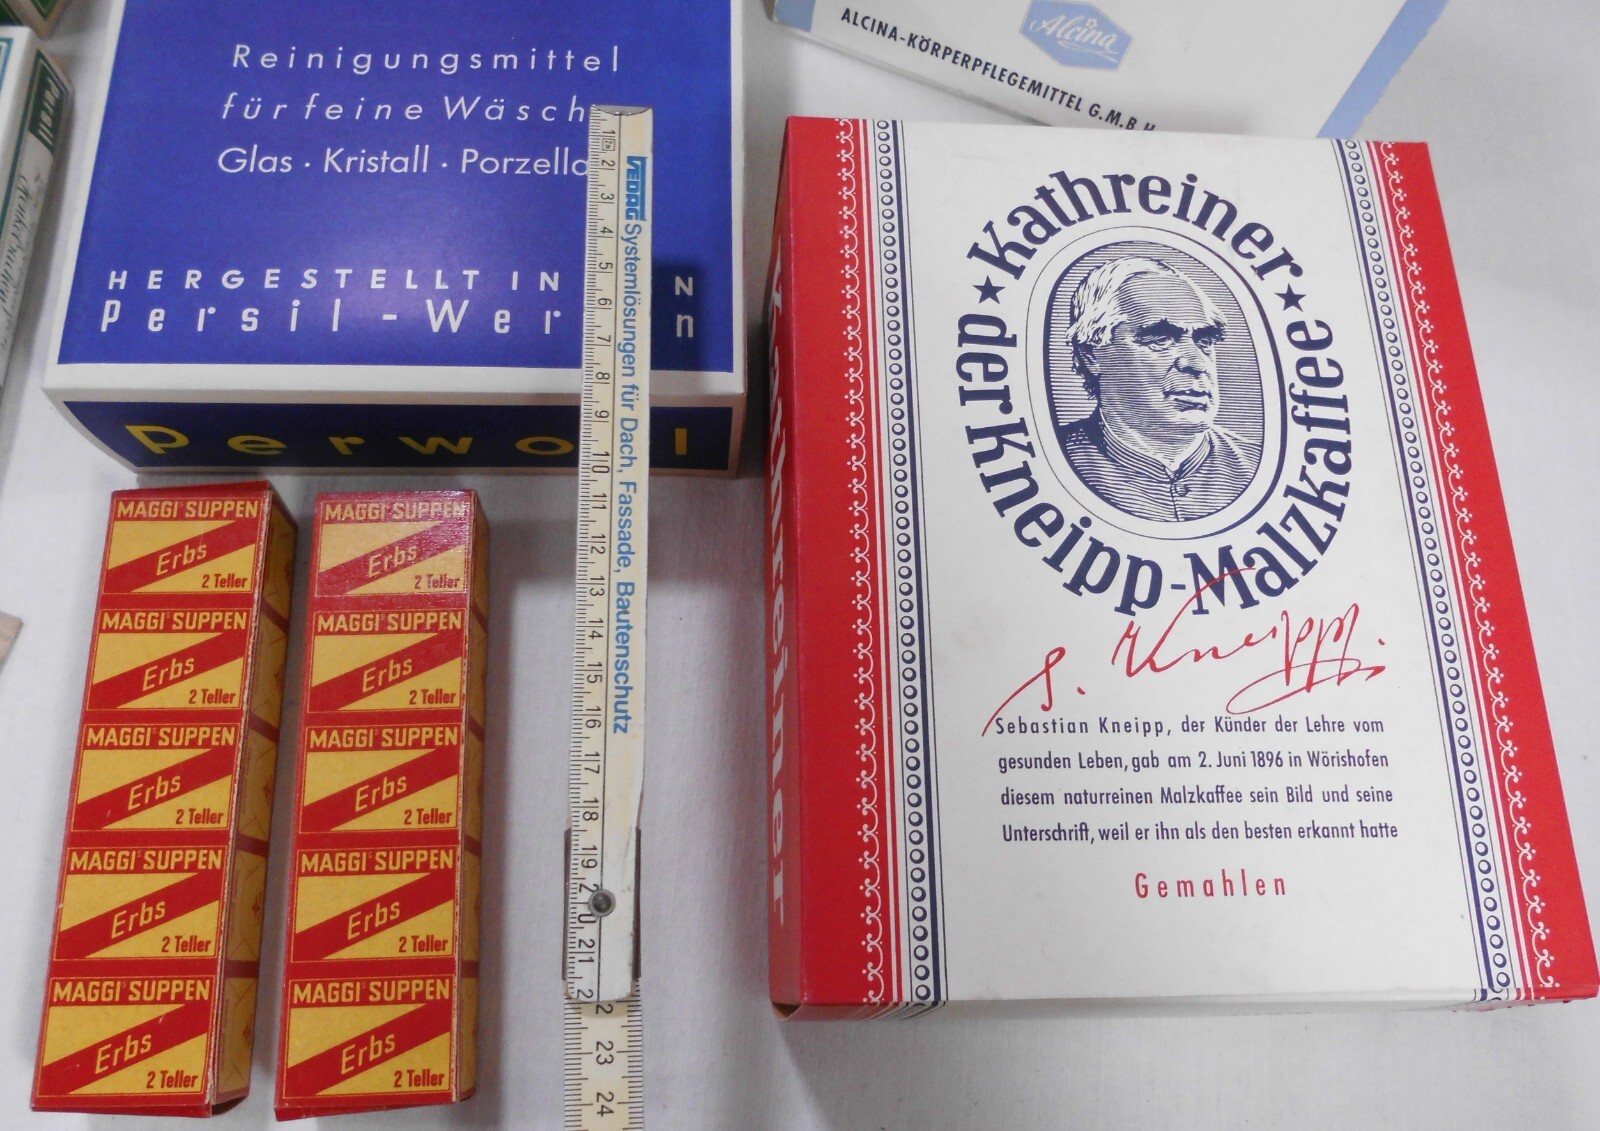 Persil
Reinigungsmittel
für feine Wäsch
Glas · Kristall · Porzella
HERGESTELLT IN N
Persil-Wer n
Perwo l
Alcina
ALCINA-KÖRPERPFLEGEMITTEL G.M.B.H.
MAGGI SUPPEN
Erbs
2 Teller
MAGGI SUPPEN
Erbs
2 Teller
MAGGI SUPPEN
Erbs
2 Teller
MAGGI SUPPEN
Erbs
2 Teller
MAGGI SUPPEN
Erbs
2 Teller
MAGGI SUPPEN
Erbs
2 Teller
MAGGI SUPPEN
Erbs
2 Teller
MAGGI SUPPEN
Erbs
2 Teller
MAGGI SUPPEN
Erbs
2 Teller
MAGGI SUPPEN
Erbs
2 Teller
VEDAG Systemlösungen für Dach, Fassade, Bautenschutz
1 2 3 4 5 6 7 8 9 10 11 12 13 14 15 16 17 18 19 20 21 2
2 23 24
Kathreiner
★ Kathreiner ★
der Kneipp-Malzkaffee
S. Kneipp.
Sebastian Kneipp, der Künder der Lehre vom
gesunden Leben, gab am 2. Juni 1896 in Wörishofen
diesem naturreinen Malzkaffee sein Bild und seine
Unterschrift, weil er ihn als den besten erkannt hatte
Gemahlen